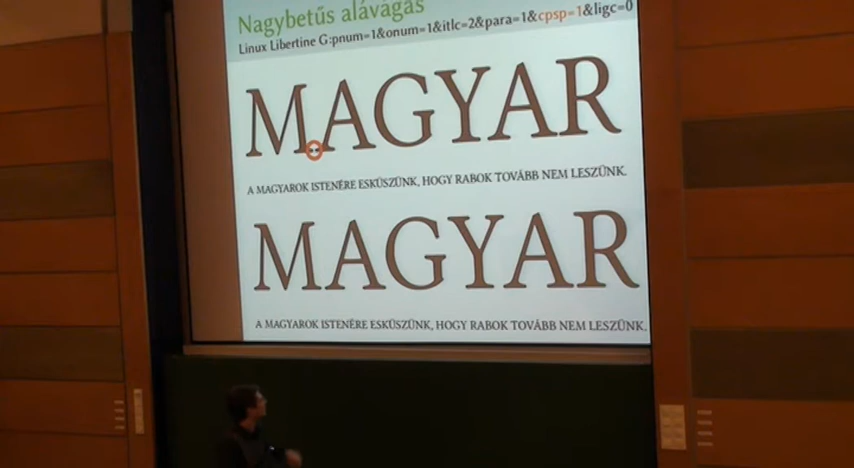 Nagybetűs alávágás
Linux Libertine G:pnum=1&onum=1&itlc=2&para=1&cpsp=1&ligc=0
MAGYAR
A MAGYAROK ISTENÉRE ESKÜSZÜNK, HOGY RABOK TOVÁBB NEM LESZÜNK.
MAGYAR
A MAGYAROK ISTENÉRE ESKÜSZÜNK, HOGY RABOK TOVÁBB NEM LESZÜNK.